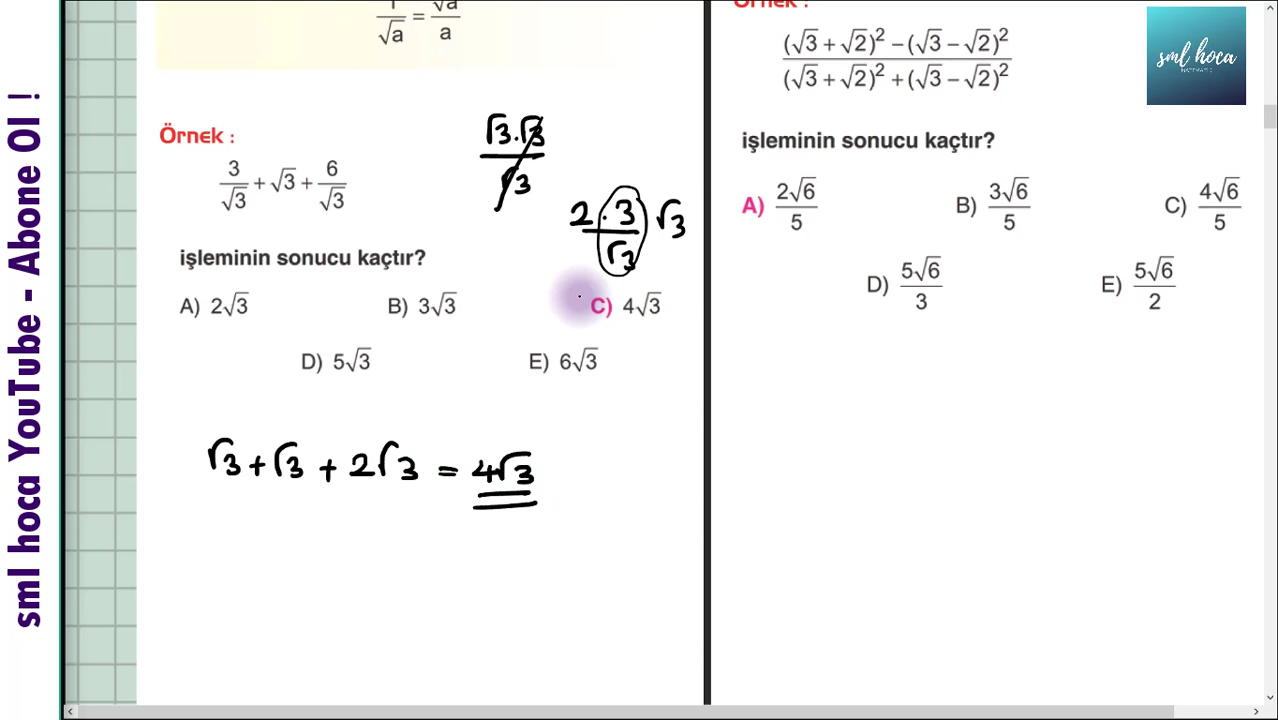 sml hoca YouTube - Abone Ol !
1/√a = √a/a
Örnek :
3/√3 + √3 + 6/√3
işleminin sonucu kaçtır?
A) 2√3 B) 3√3 C) 4√3
D) 5√3 E) 6√3
√3.√3/√3
2.3/√3 √3
√3 + √3 + 2√3 = 4√3
Örnek :
(√3 + √2)² – (√3 – √2)² / (√3 + √2)² + (√3 – √2)²
işleminin sonucu kaçtır?
A) 2√6/5 B) 3√6/5 C) 4√6/5
D) 5√6/3 E) 5√6/2
sml hoca
MATEMATİK